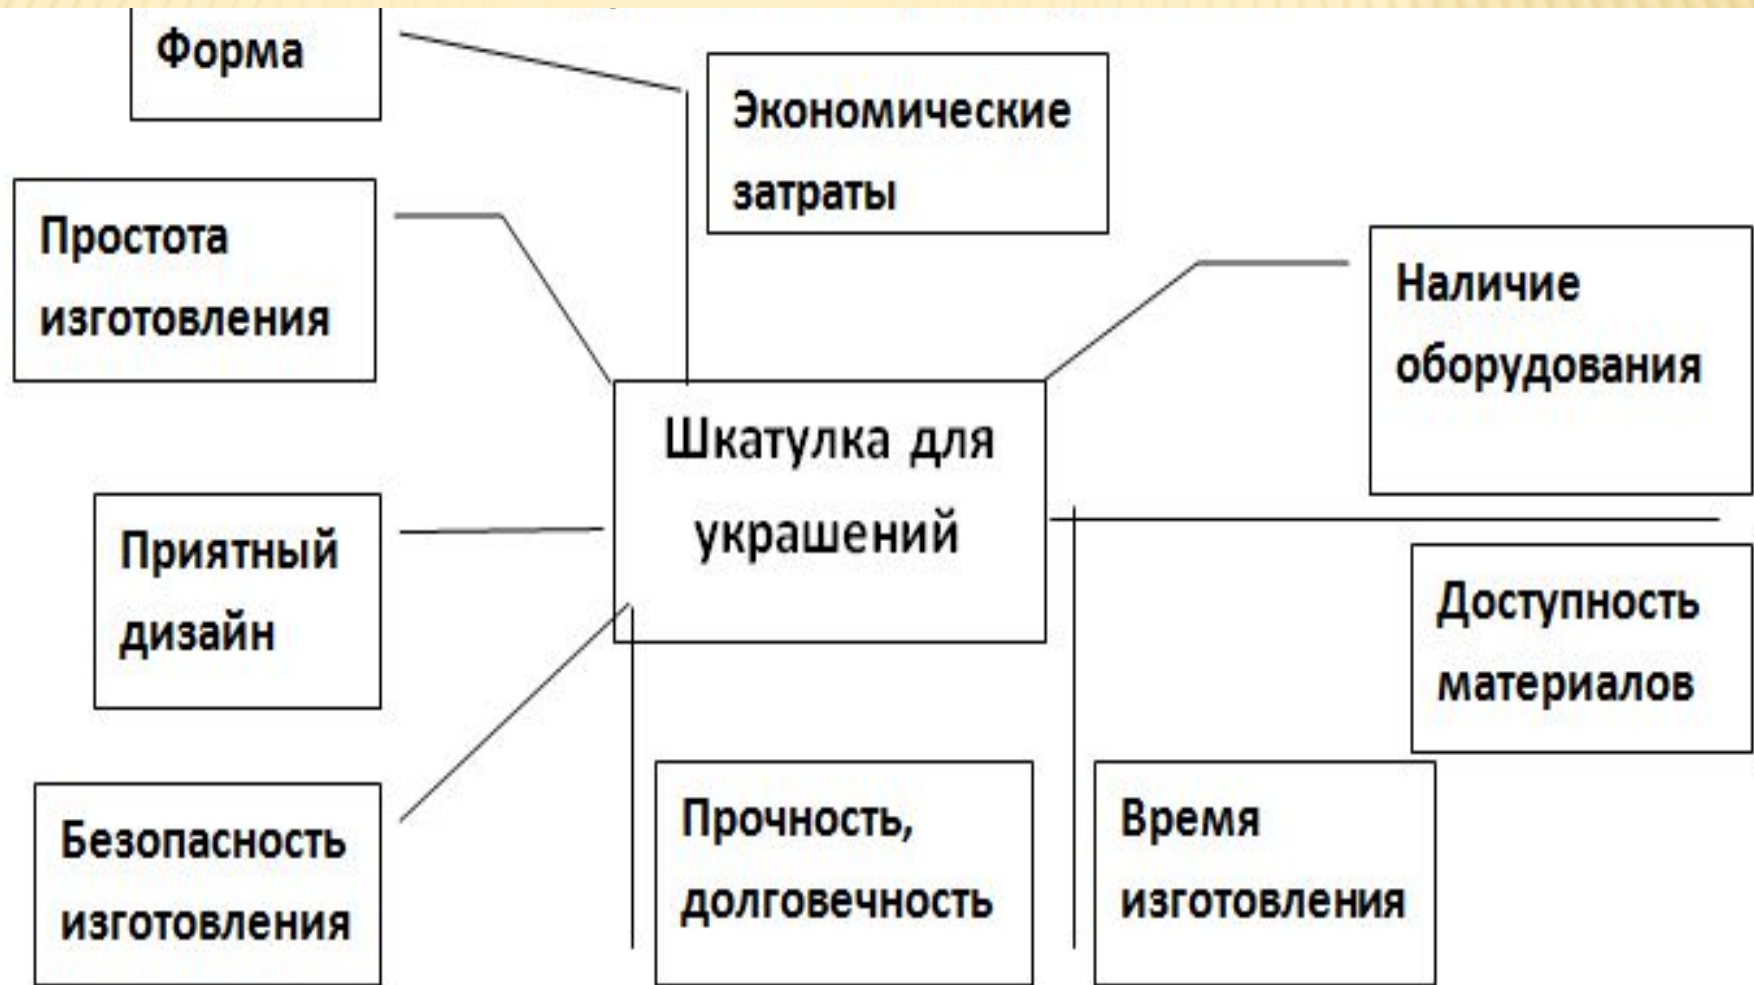 Форма
Экономические
затраты
Простота
изготовления
Наличие
оборудования
Шкатулка для
украшений
Приятный
дизайн
Доступность
материалов
Безопасность
изготовления
Прочность,
долговечность
Время
изготовления